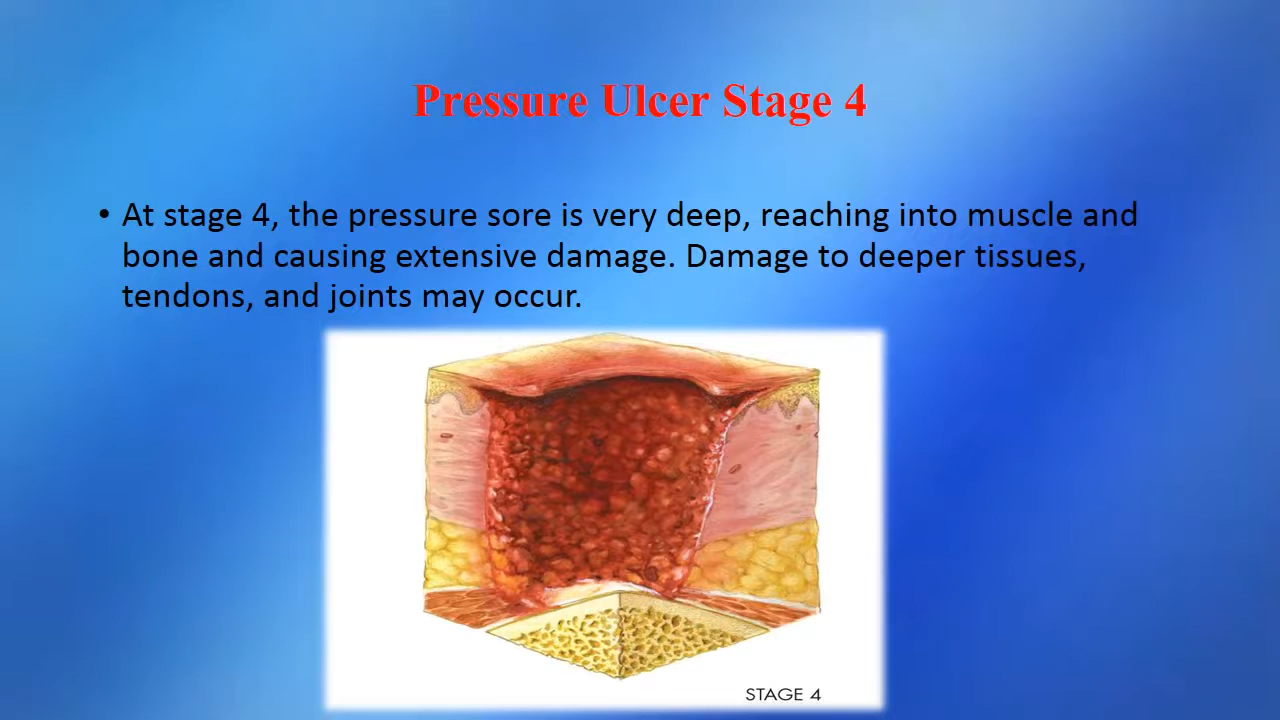 Pressure Ulcer Stage 4
• At stage 4, the pressure sore is very deep, reaching into muscle and
bone and causing extensive damage. Damage to deeper tissues,
tendons, and joints may occur.
STAGE 4